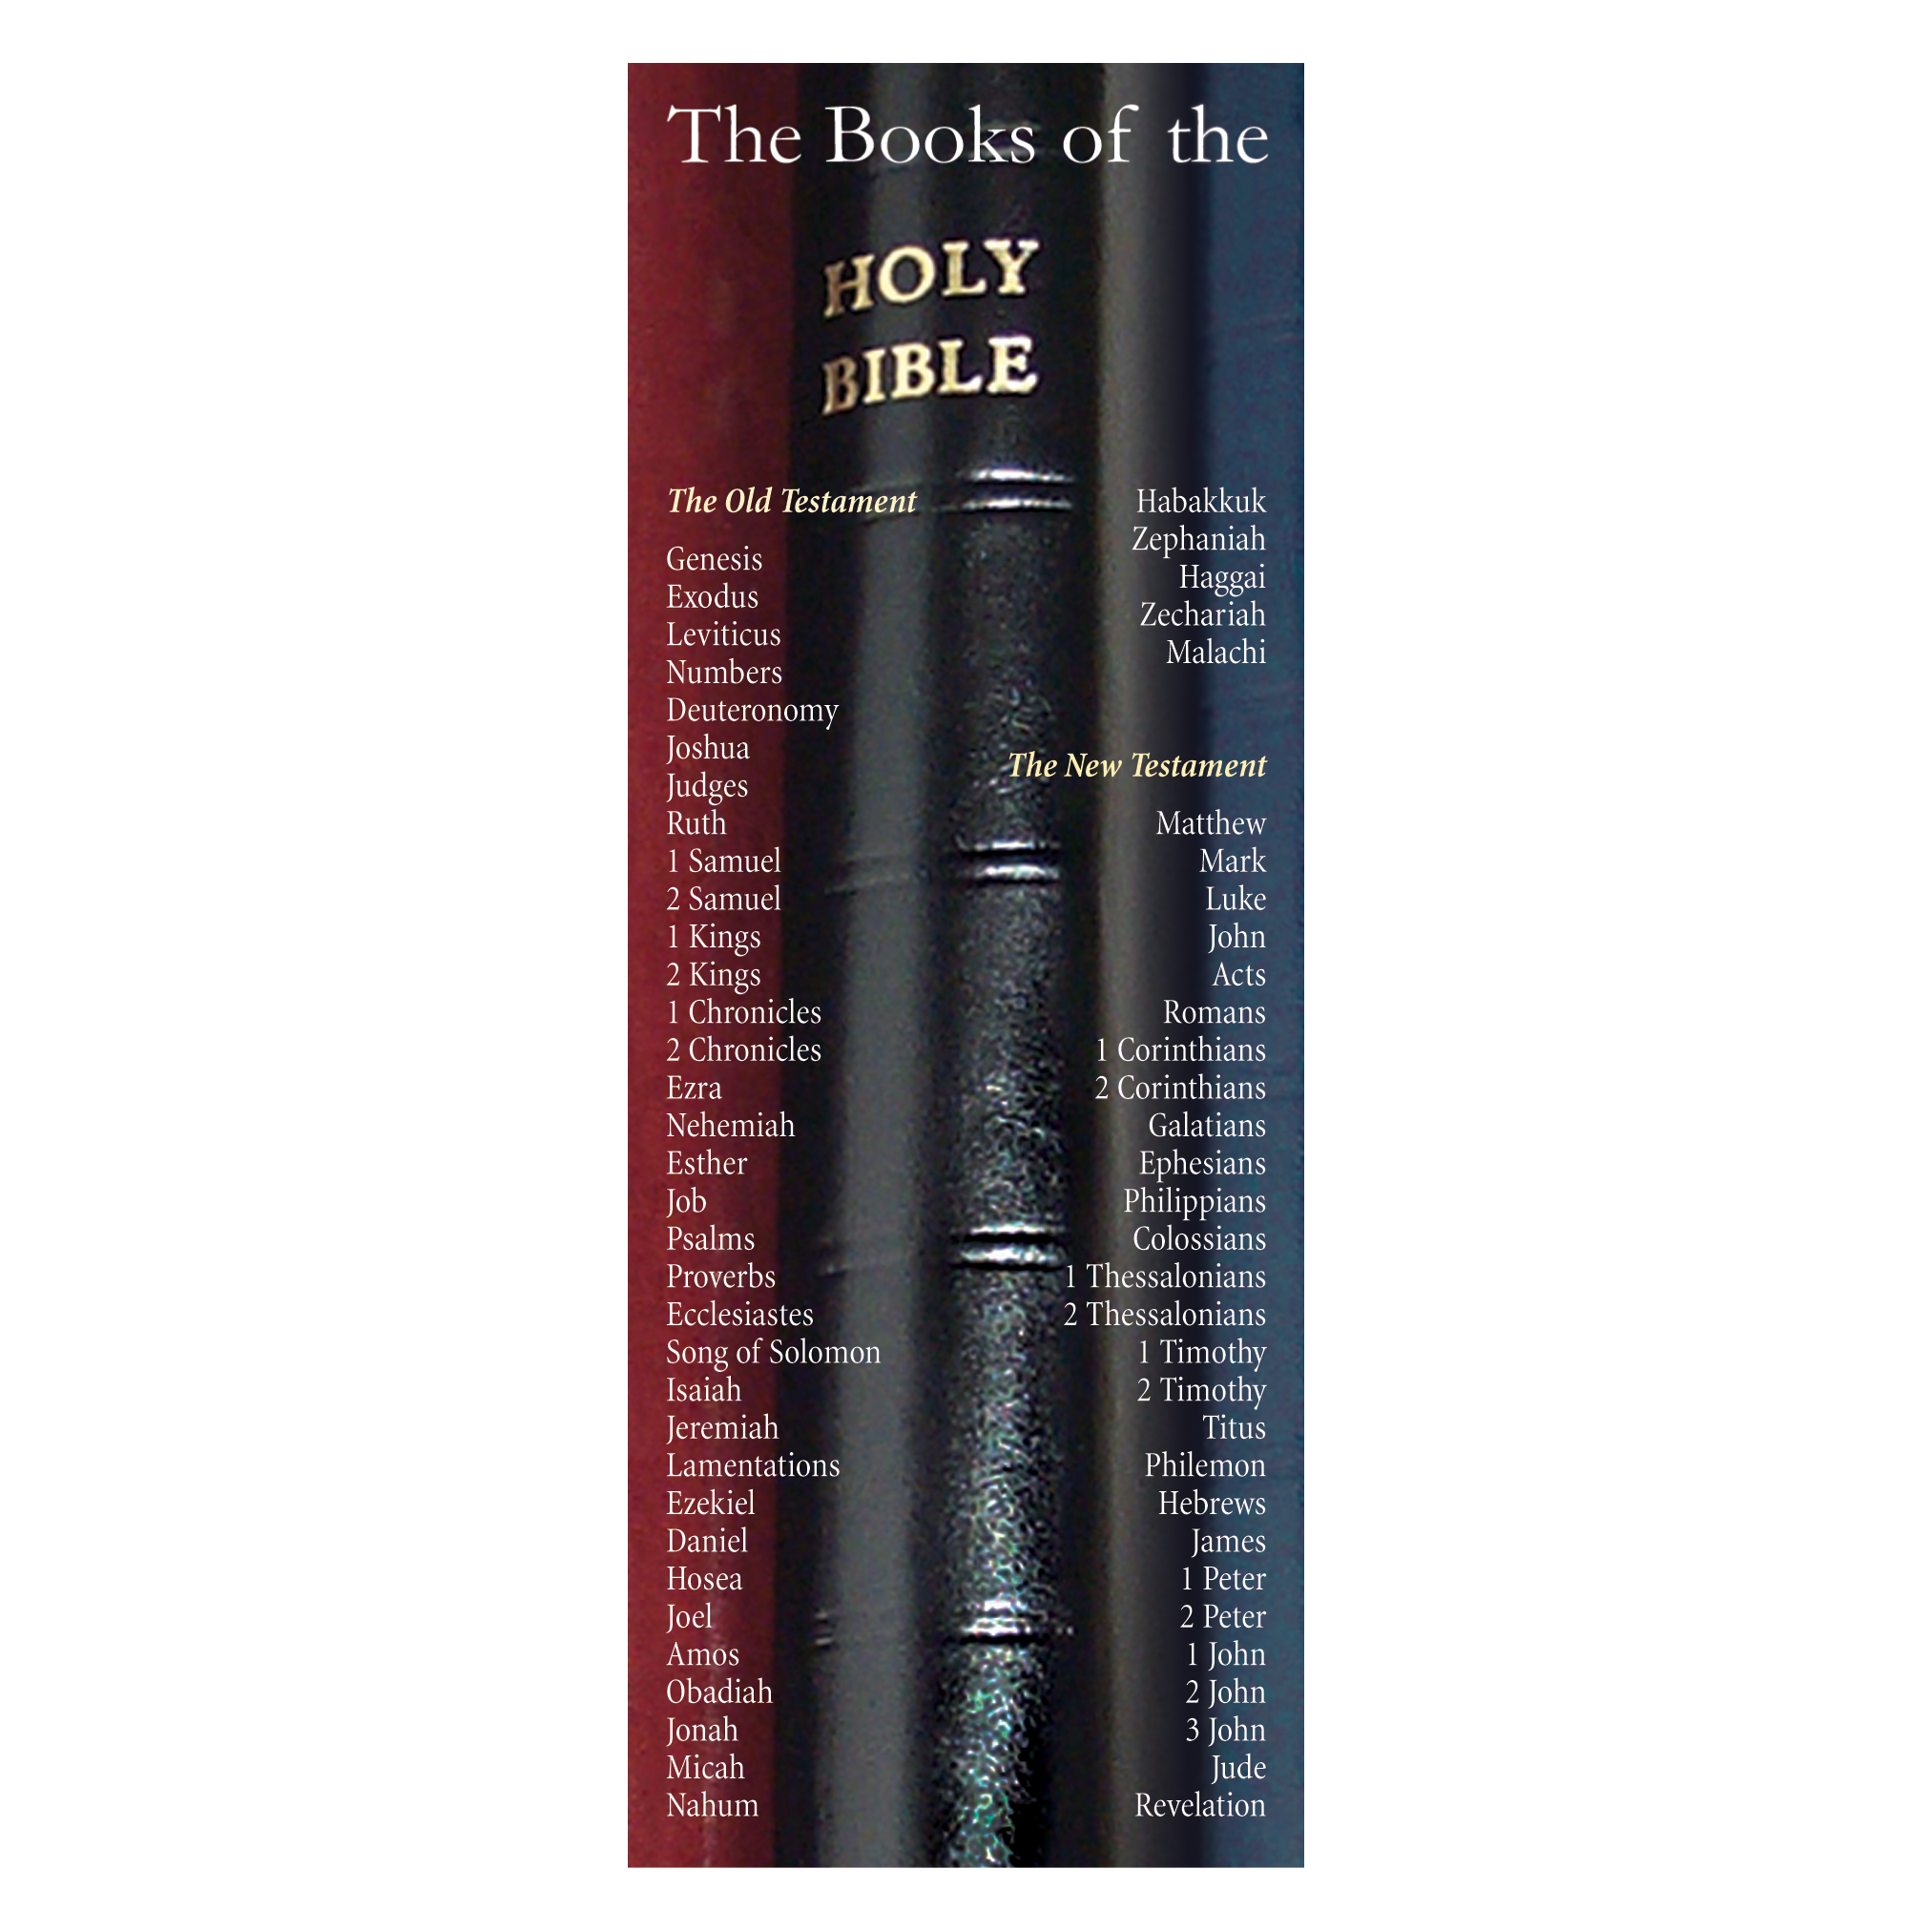 The Books of the
HOLY
BIBLE
The Old Testament
Genesis
Exodus
Leviticus
Numbers
Deuteronomy
Joshua
Judges
Ruth
1 Samuel
2 Samuel
1 Kings
2 Kings
1 Chronicles
2 Chronicles
Ezra
Nehemiah
Esther
Job
Psalms
Proverbs
Ecclesiastes
Song of Solomon
Isaiah
Jeremiah
Lamentations
Ezekiel
Daniel
Hosea
Joel
Amos
Obadiah
Jonah
Micah
Nahum
Habakkuk
Zephaniah
Haggai
Zechariah
Malachi
The New Testament
Matthew
Mark
Luke
John
Acts
Romans
1 Corinthians
2 Corinthians
Galatians
Ephesians
Philippians
Colossians
1 Thessalonians
2 Thessalonians
1 Timothy
2 Timothy
Titus
Philemon
Hebrews
James
1 Peter
2 Peter
1 John
2 John
3 John
Jude
Revelation